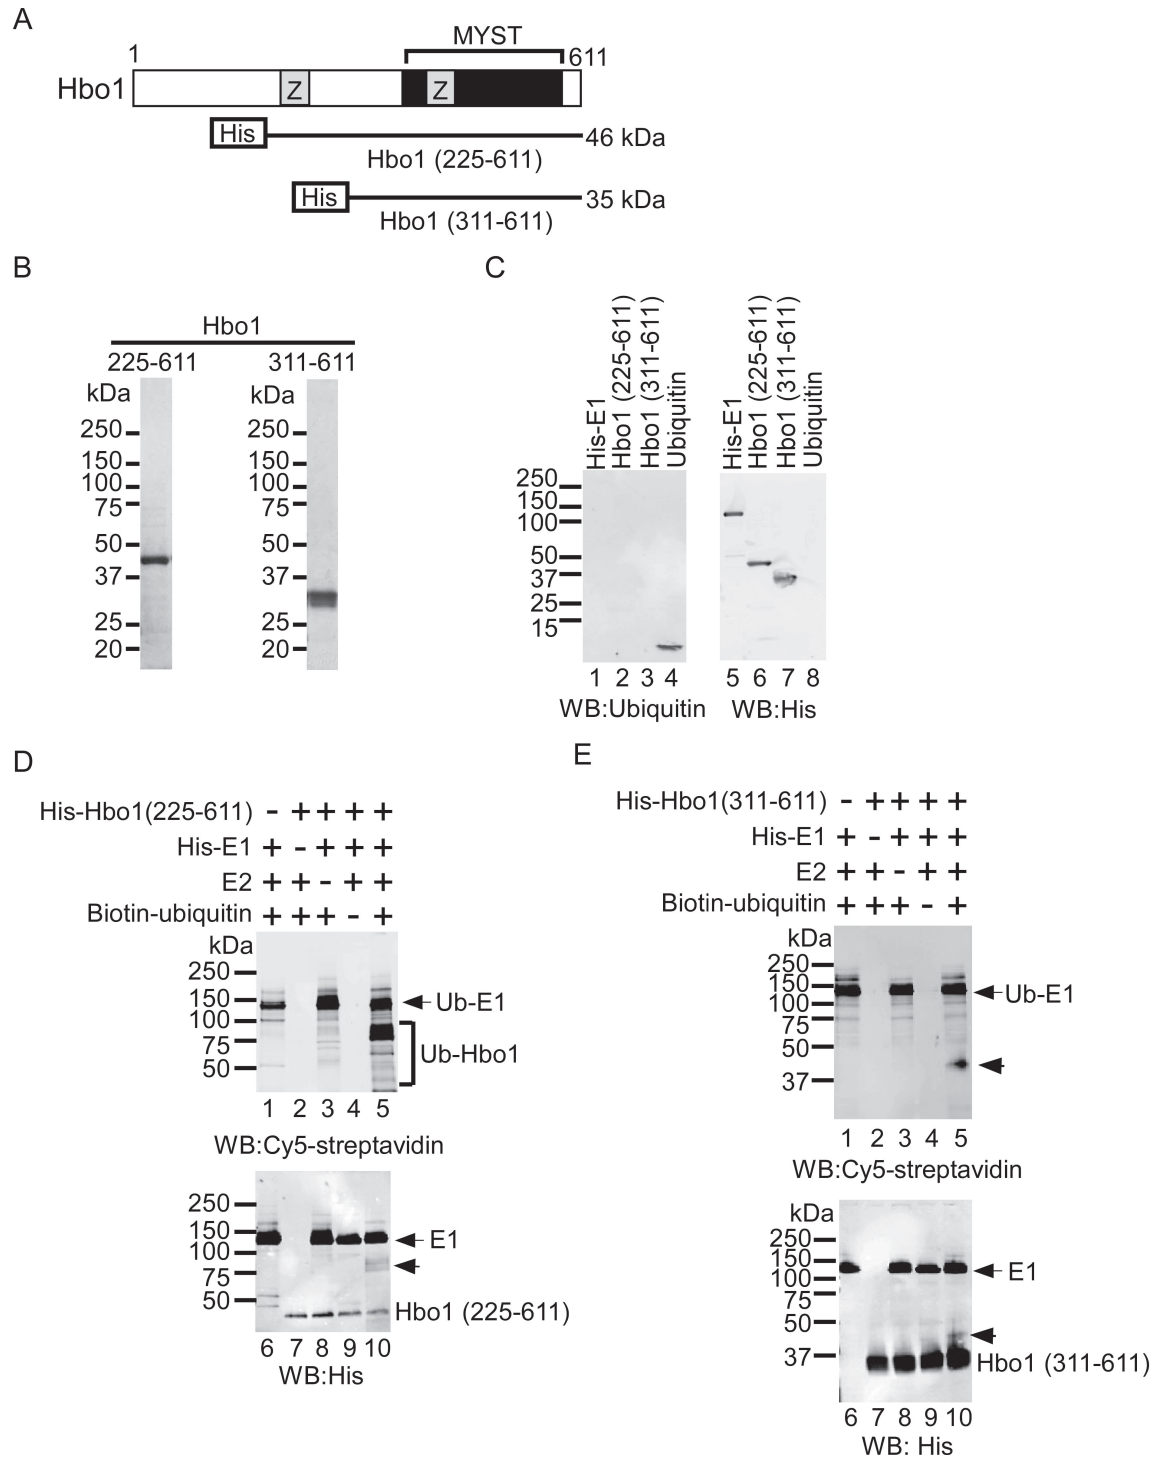 A
MYST
1
611
Hbo1
Z
Z
His
46 kDa
Hbo1 (225-611)
His
35 kDa
Hbo1 (311-611)
B
Hbo1
225-611
311-611
kDa
250
150
100
75
50
37
25
20
kDa
250
150
100
75
50
37
25
20
C
His-E1
Hbo1 (225-611)
Hbo1 (311-611)
Ubiquitin
His-E1
Hbo1 (225-611)
Hbo1 (311-611)
Ubiquitin
250
150
100
50
37
25
15
1 2 3 4
5 6 7 8
WB:Ubiquitin
WB:His
D
His-Hbo1(225-611) - + + + +
His-E1 + - + + +
E2 + + - + +
Biotin-ubiquitin + + + - +
kDa
250
150
100
75
50
Ub-E1
Ub-Hbo1
1 2 3 4 5
WB:Cy5-streptavidin
250
150
100
75
50
E1
Hbo1 (225-611)
6 7 8 9 10
WB:His
E
His-Hbo1(311-611) - + + + +
His-E1 + - + + +
E2 + + - + +
Biotin-ubiquitin + + + - +
kDa
250
150
100
75
50
37
Ub-E1
1 2 3 4 5
WB:Cy5-streptavidin
kDa
250
150
100
75
50
37
E1
Hbo1 (311-611)
6 7 8 9 10
WB: His